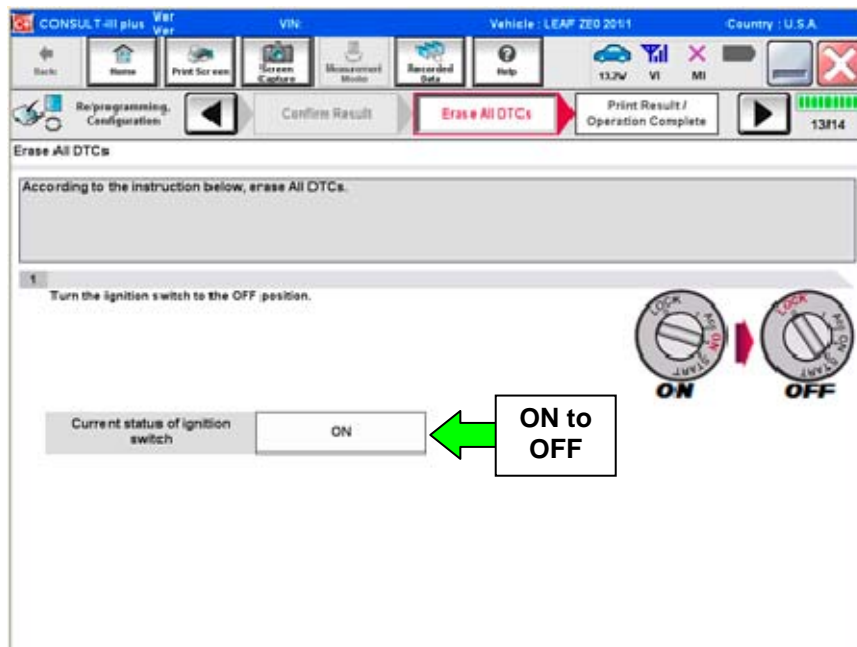 CONSULT-III plus Ver Ver VIN: Vehicle : LEAF ZE0 2011/1 Country : U.S.A.
Back Home Print Screen Screen Capture Measurement Mode Recorded Data Help 13.2V VI MI
Re/programming, Configuration Confirm Result Erase All DTCs Print Result / Operation Complete 13/14
Erase All DTCs
According to the instruction below, erase All DTCs.
1
Turn the ignition switch to the OFF position.
LOCK Acc ON START LOCK Acc ON START
ON OFF
Current status of ignition switch ON
ON to
OFF